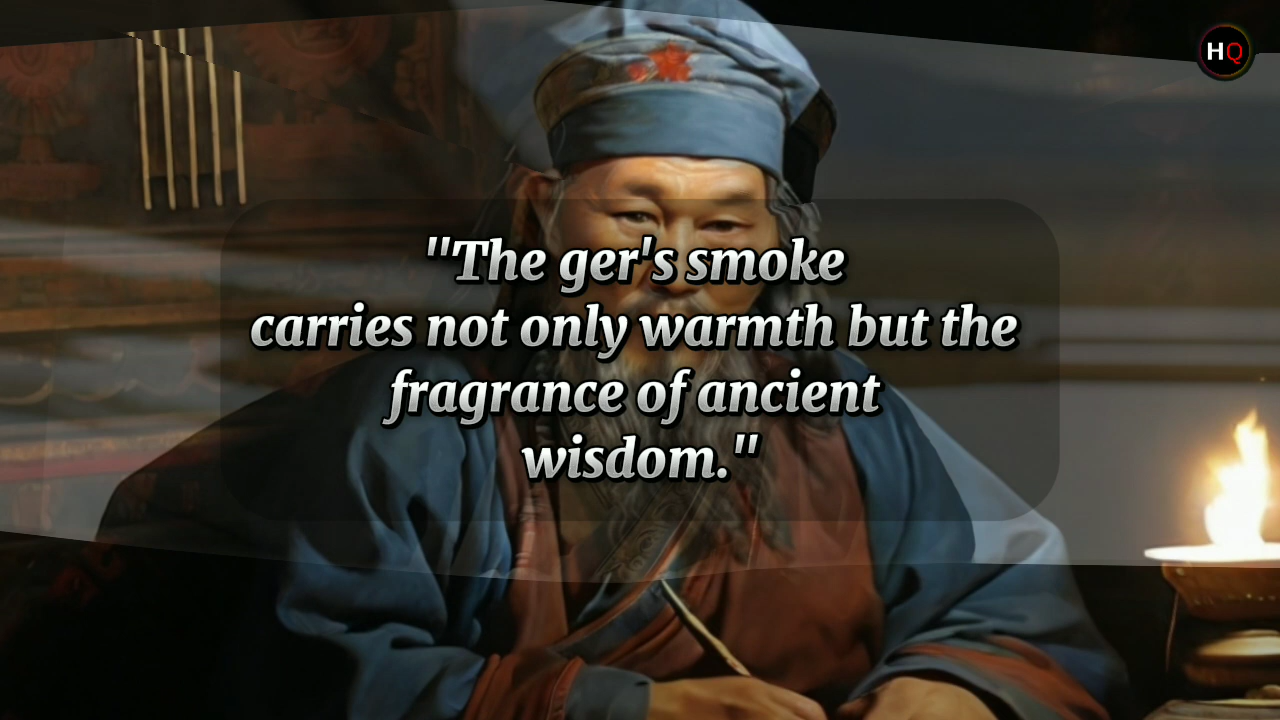 HQ
"The ger's smoke
carries not only warmth but the
fragrance of ancient
wisdom."